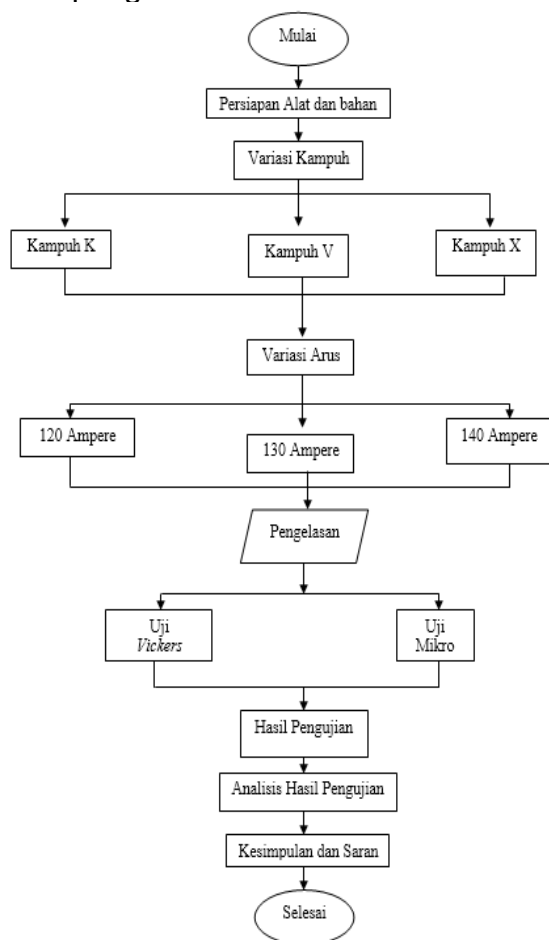 Mulai
Persiapan Alat dan bahan
Variasi Kampuh
Kampuh K
Kampuh V
Kampuh X
Variasi Arus
120 Ampere
130 Ampere
140 Ampere
Pengelasan
Uji
Vickers
Uji
Mikro
Hasil Pengujian
Analisis Hasil Pengujian
Kesimpulan dan Saran
Selesai